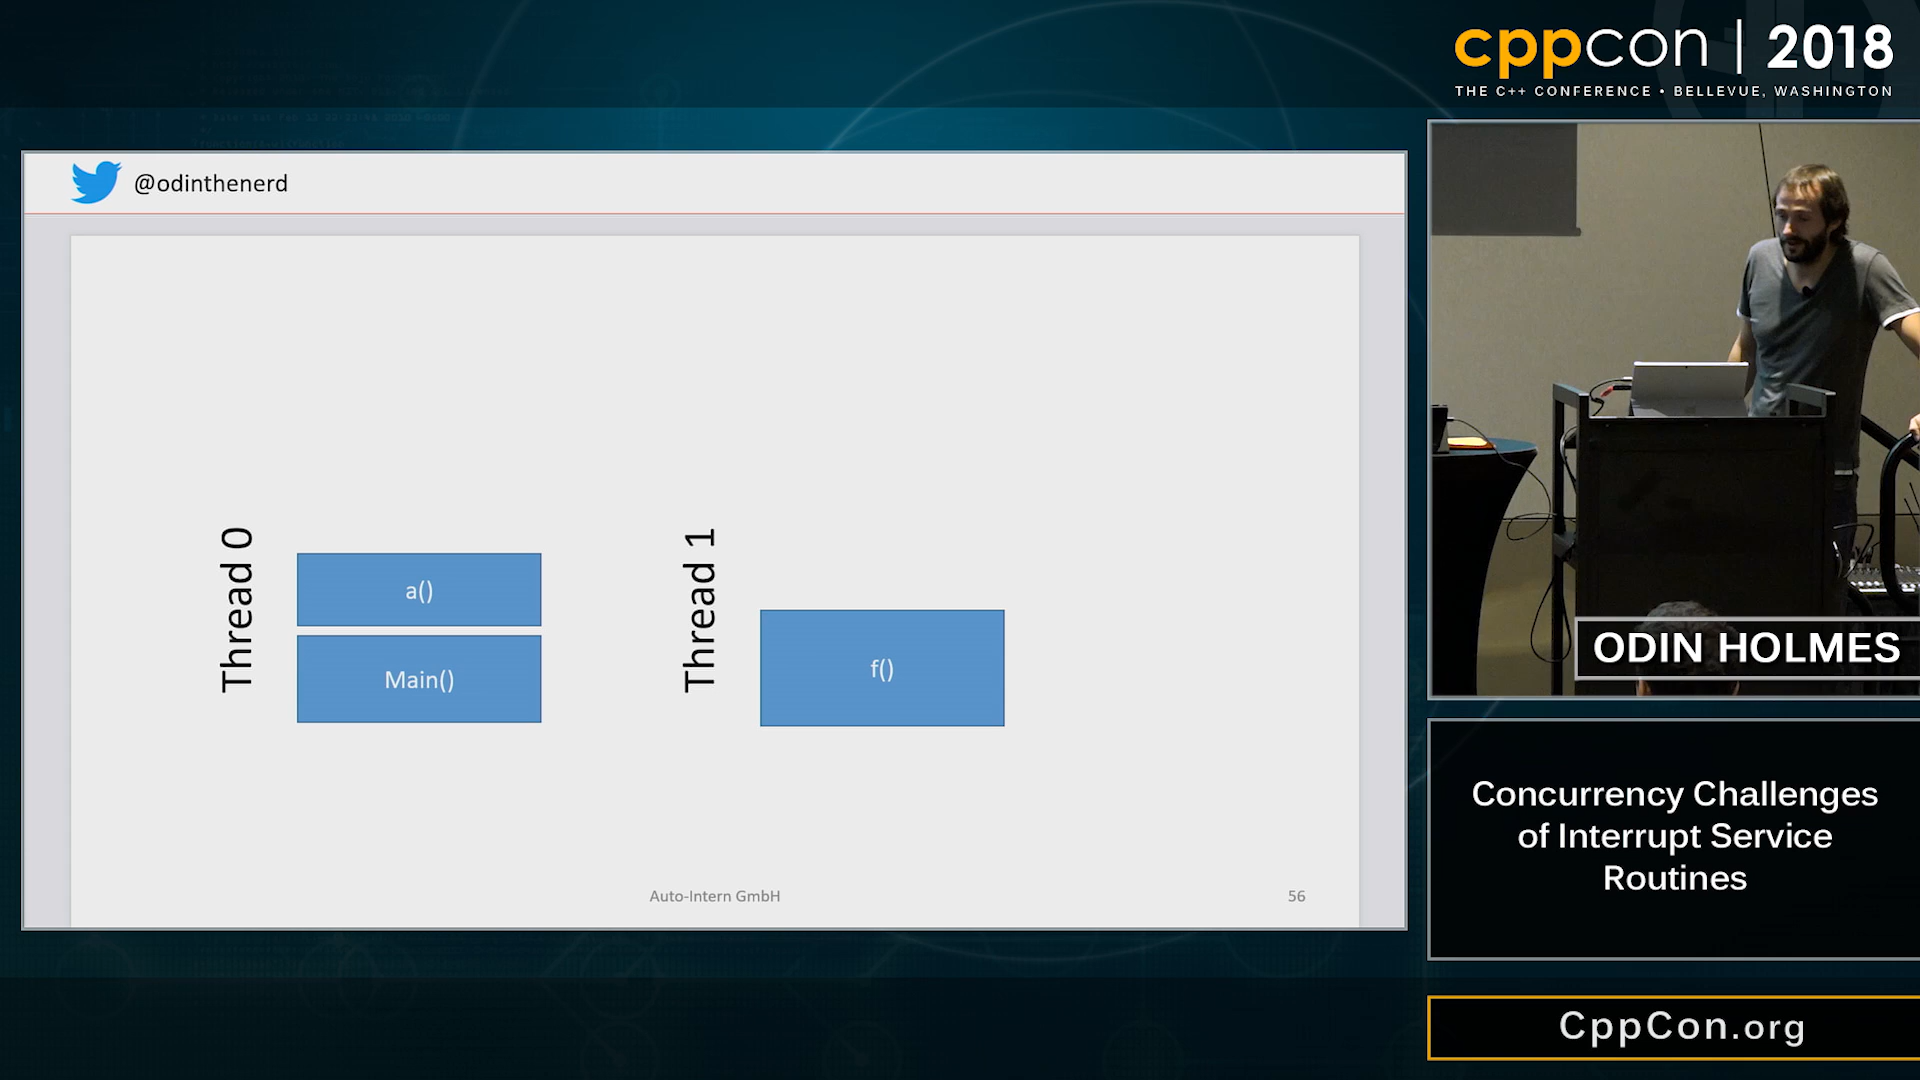 cppcon | 2018
THE C++ CONFERENCE • BELLEVUE, WASHINGTON
@odinthenerd
Thread 0
a()
Main()
Thread 1
f()
Auto-Intern GmbH
56
ODIN HOLMES
Concurrency Challenges
of Interrupt Service
Routines
CppCon.org